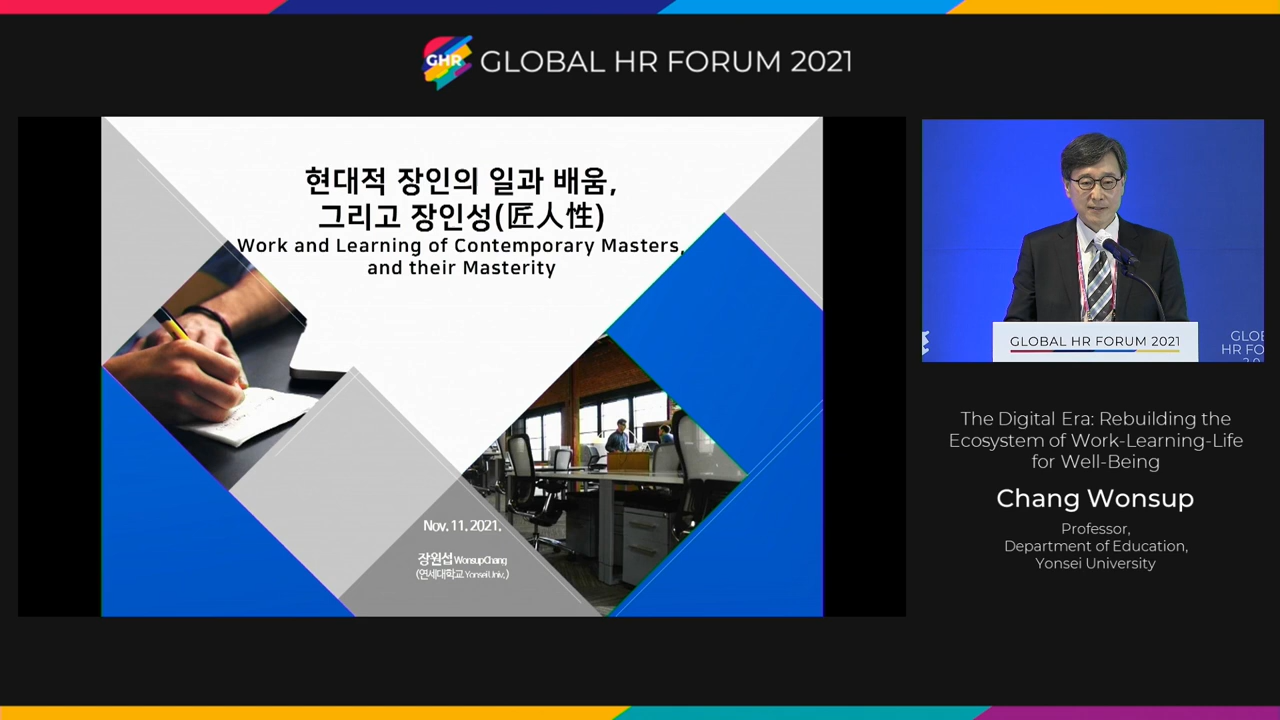 GHR GLOBAL HR FORUM 2021
현대적 장인의 일과 배움,
그리고 장인성(匠人性)
Work and Learning of Contemporary Masters,
and their Masterity
Nov. 11. 2021.
장원섭 Wonsup Chang
(연세대학교 Yonsei Univ.)
GLOBAL HR FORUM 2021
GLOB
HR FO
The Digital Era: Rebuilding the
Ecosystem of Work-Learning-Life
for Well-Being
Chang Wonsup
Professor,
Department of Education,
Yonsei University